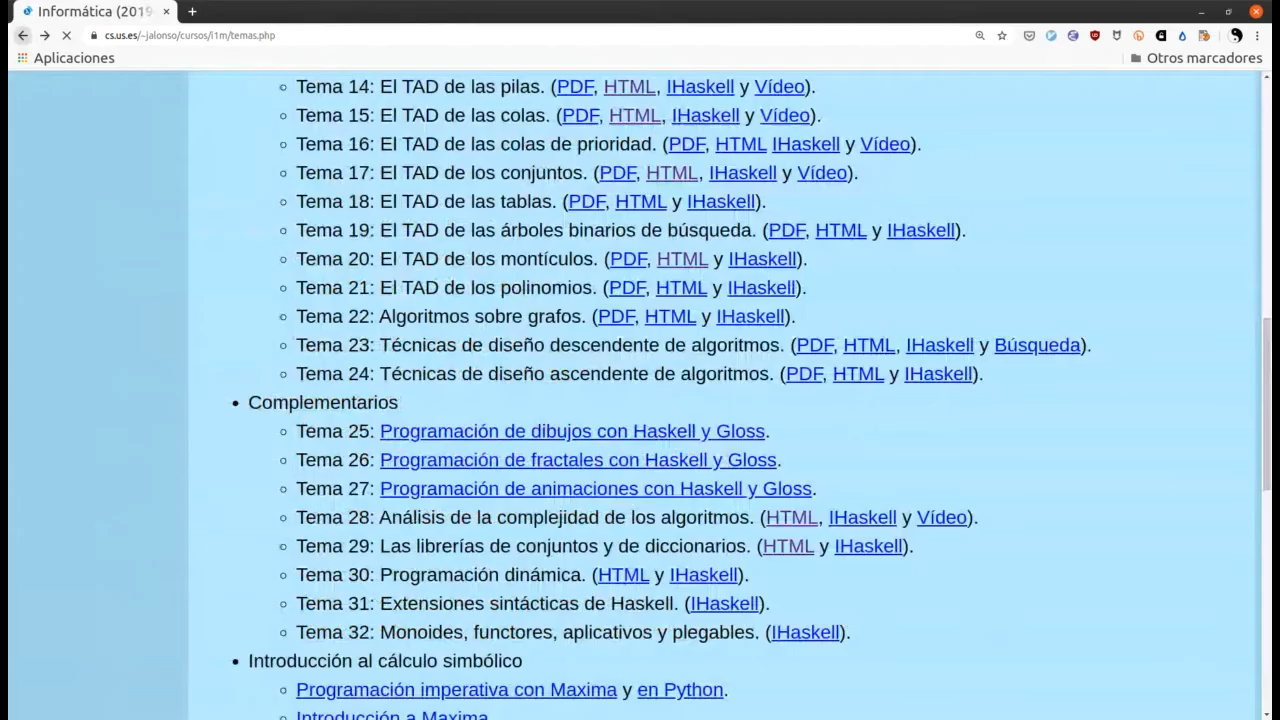 Informática (2019
cs.us.es/~jalonso/cursos/i1m/temas.php
Aplicaciones
Otros marcadores
Tema 14: El TAD de las pilas. (PDF, HTML, IHaskell y Vídeo).
Tema 15: El TAD de las colas. (PDF, HTML, IHaskell y Vídeo).
Tema 16: El TAD de las colas de prioridad. (PDF, HTML IHaskell y Vídeo).
Tema 17: El TAD de los conjuntos. (PDF, HTML, IHaskell y Vídeo).
Tema 18: El TAD de las tablas. (PDF, HTML y IHaskell).
Tema 19: El TAD de los árboles binarios de búsqueda. (PDF, HTML y IHaskell).
Tema 20: El TAD de los montículos. (PDF, HTML y IHaskell).
Tema 21: El TAD de los polinomios. (PDF, HTML y IHaskell).
Tema 22: Algoritmos sobre grafos. (PDF, HTML y IHaskell).
Tema 23: Técnicas de diseño descendente de algoritmos. (PDF, HTML, IHaskell y Búsqueda).
Tema 24: Técnicas de diseño ascendente de algoritmos. (PDF, HTML y IHaskell).
Complementarios
Tema 25: Programación de dibujos con Haskell y Gloss.
Tema 26: Programación de fractales con Haskell y Gloss.
Tema 27: Programación de animaciones con Haskell y Gloss.
Tema 28: Análisis de la complejidad de los algoritmos. (HTML, IHaskell y Vídeo).
Tema 29: Las librerías de conjuntos y de diccionarios. (HTML y IHaskell).
Tema 30: Programación dinámica. (HTML y IHaskell).
Tema 31: Extensiones sintácticas de Haskell. (IHaskell).
Tema 32: Monoides, functores, aplicativos y plegables. (IHaskell).
Introducción al cálculo simbólico
Programación imperativa con Maxima y en Python.
Introducción a Maxima